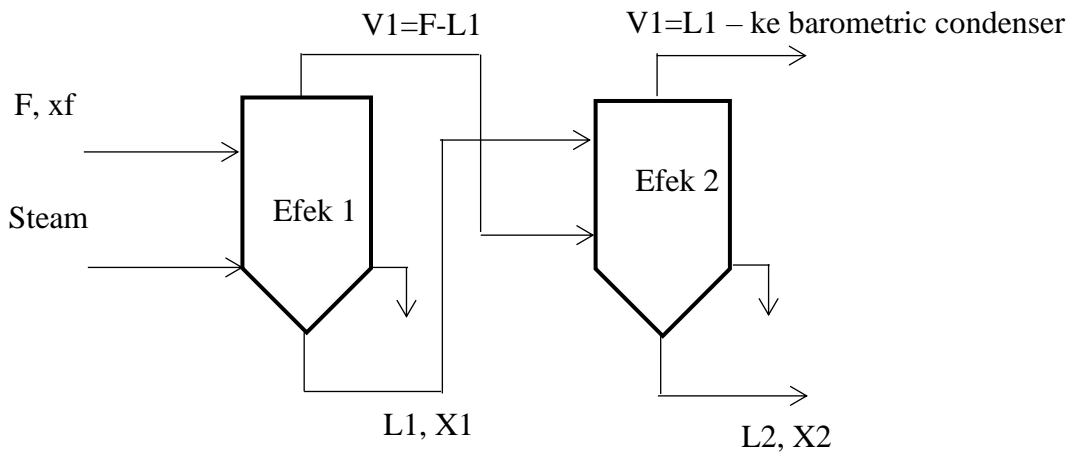 V1=F-L1
V1=L1 – ke barometric condenser
F, xf
Efek 1
Efek 2
Steam
L1, X1
L2, X2